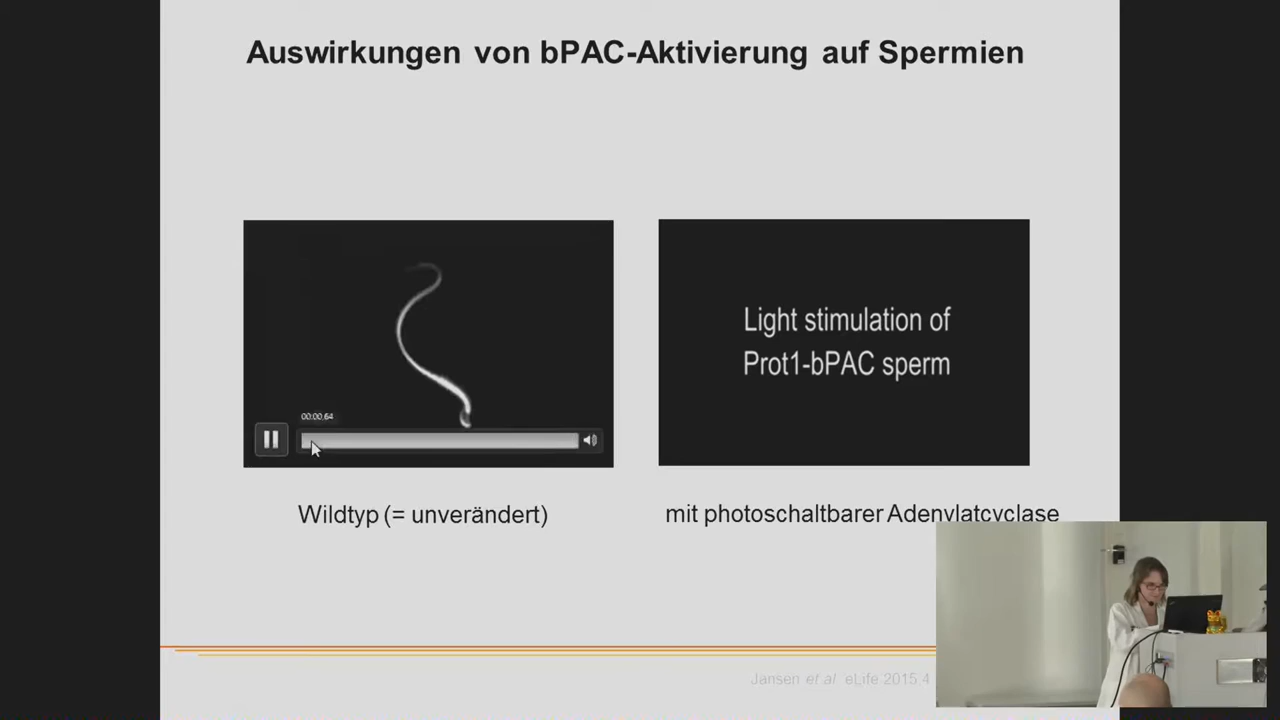 Auswirkungen von bPAC-Aktivierung auf Spermien
Light stimulation of
Prot1-bPAC sperm
00:00,64
Wildtyp (= unverändert)
mit photoschaltbarer Adenylatcyclase
Jansen et al. eLife 2015.4